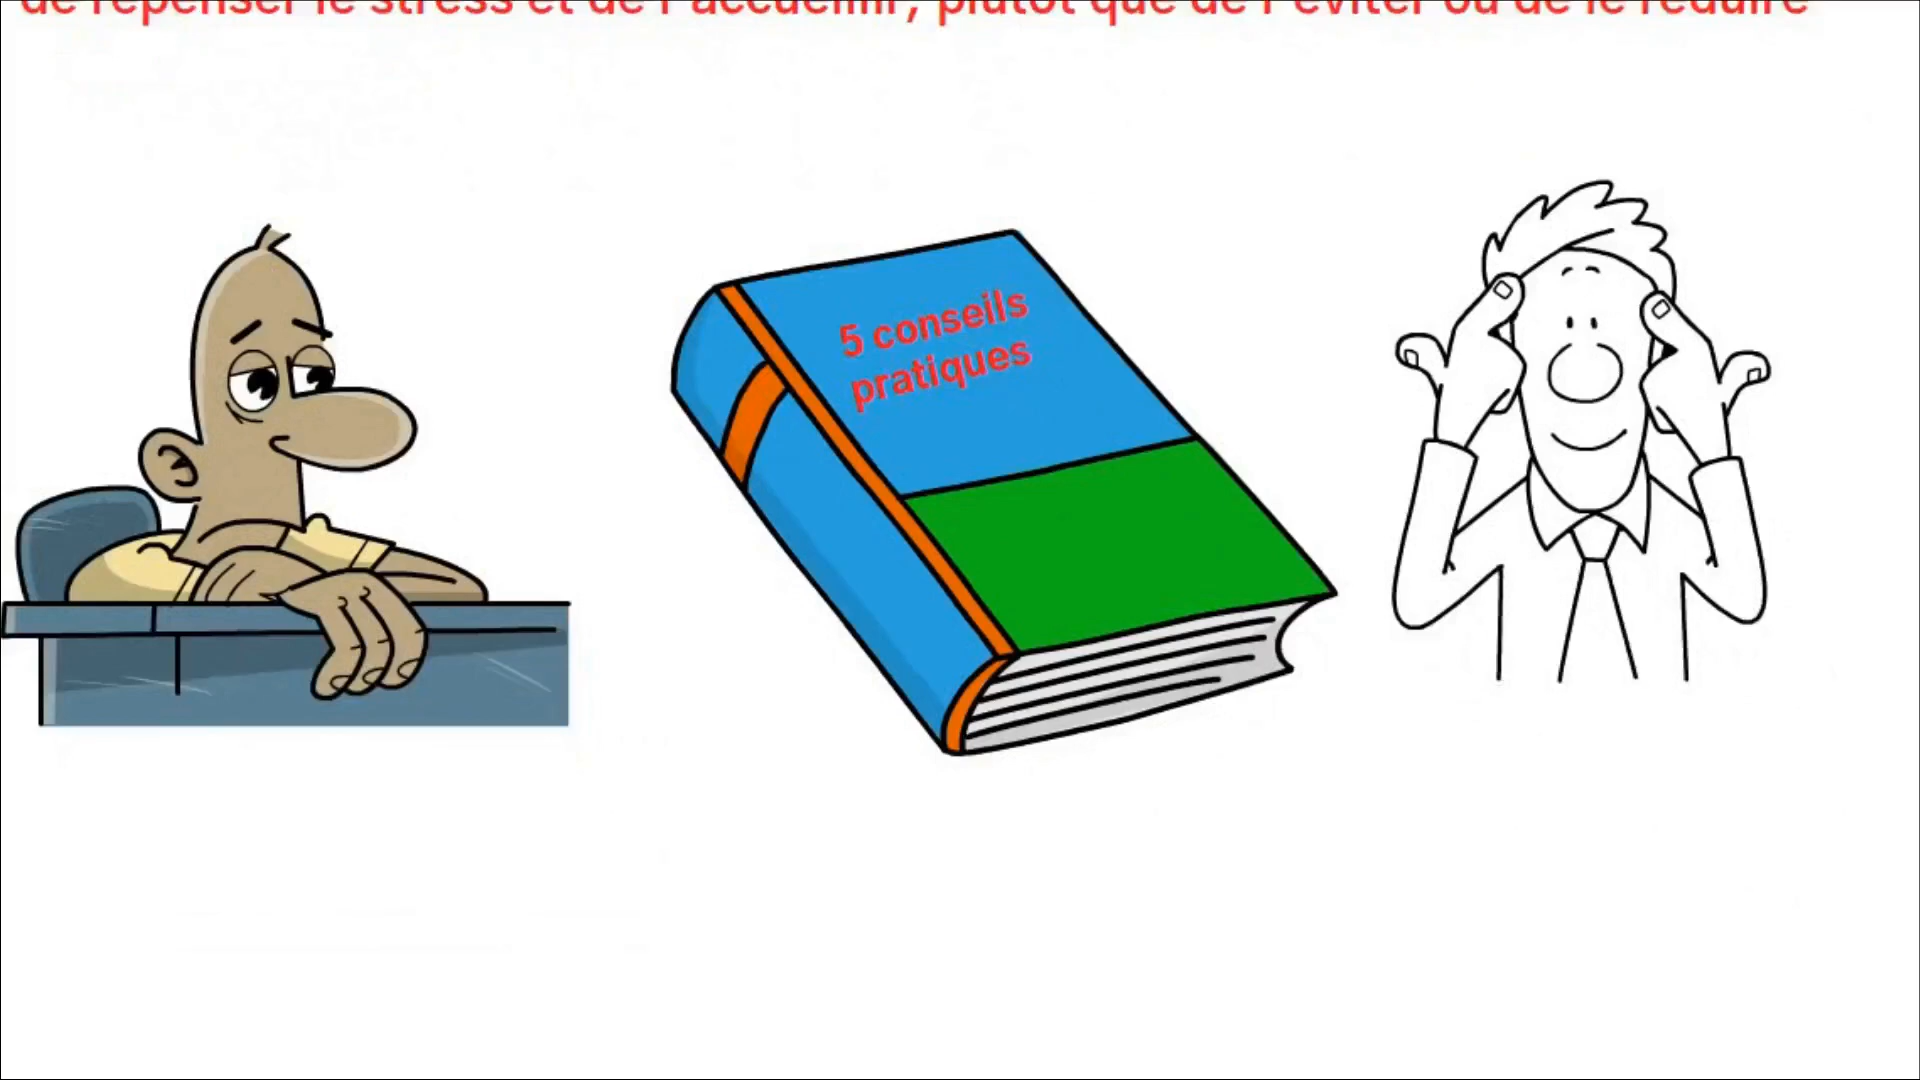 de repenser le stress et de l'accueillir, plutôt que de l'éviter ou de le réduire
5 conseils
pratiques